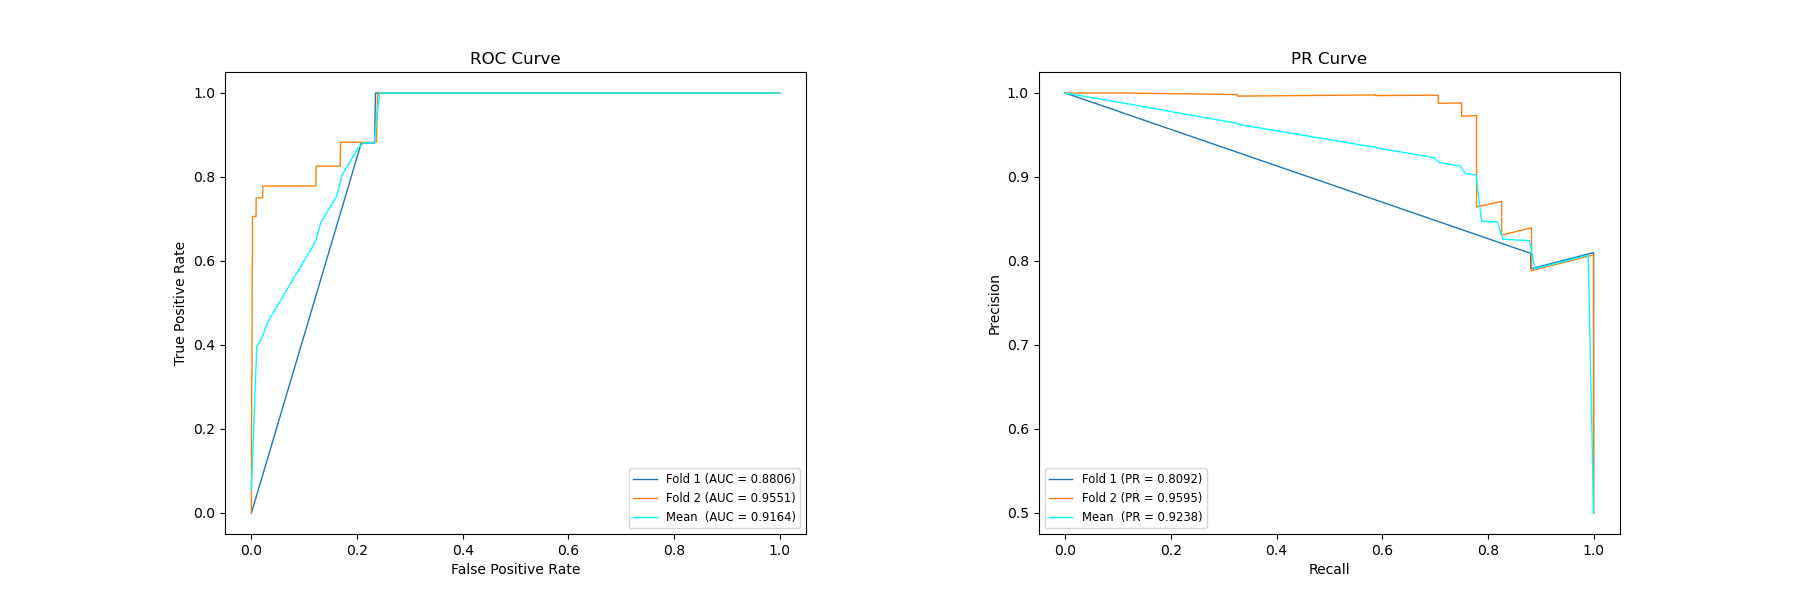 ROC Curve
True Positive Rate
1.0
0.8
0.6
0.4
0.2
0.0
0.0 0.2 0.4 0.6 0.8 1.0
False Positive Rate
Fold 1 (AUC = 0.8806)
Fold 2 (AUC = 0.9551)
Mean (AUC = 0.9164)
PR Curve
Precision
1.0
0.9
0.8
0.7
0.6
0.5
0.0 0.2 0.4 0.6 0.8 1.0
Recall
Fold 1 (PR = 0.8092)
Fold 2 (PR = 0.9595)
Mean (PR = 0.9238)